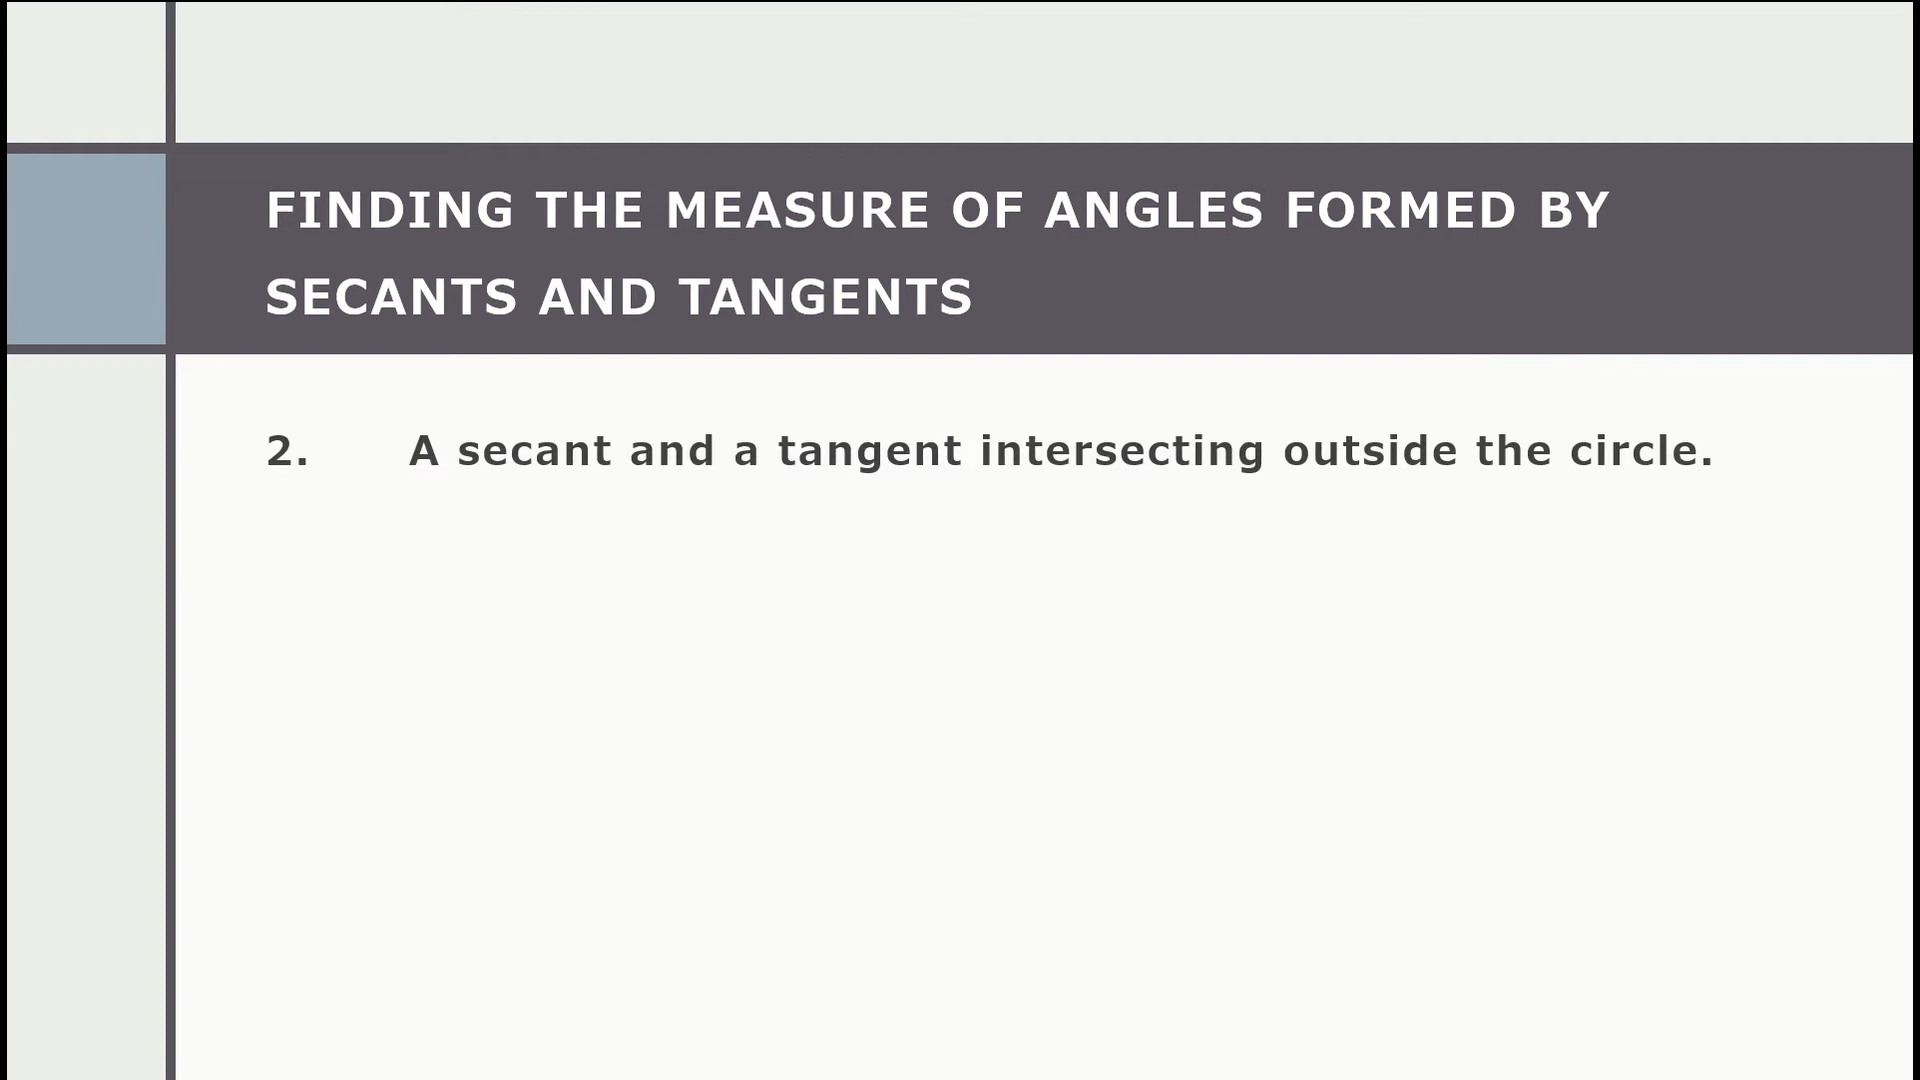 FINDING THE MEASURE OF ANGLES FORMED BY
SECANTS AND TANGENTS
2. A secant and a tangent intersecting outside the circle.